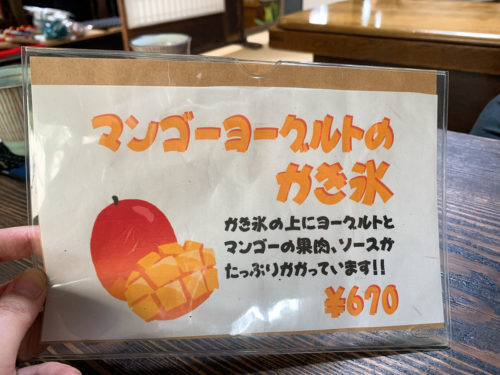 マンゴーヨーグルトの
かき氷
かき氷の上にヨーグルトと
マンゴーの果肉、ソースが
たっぷりかかっています!!
¥670